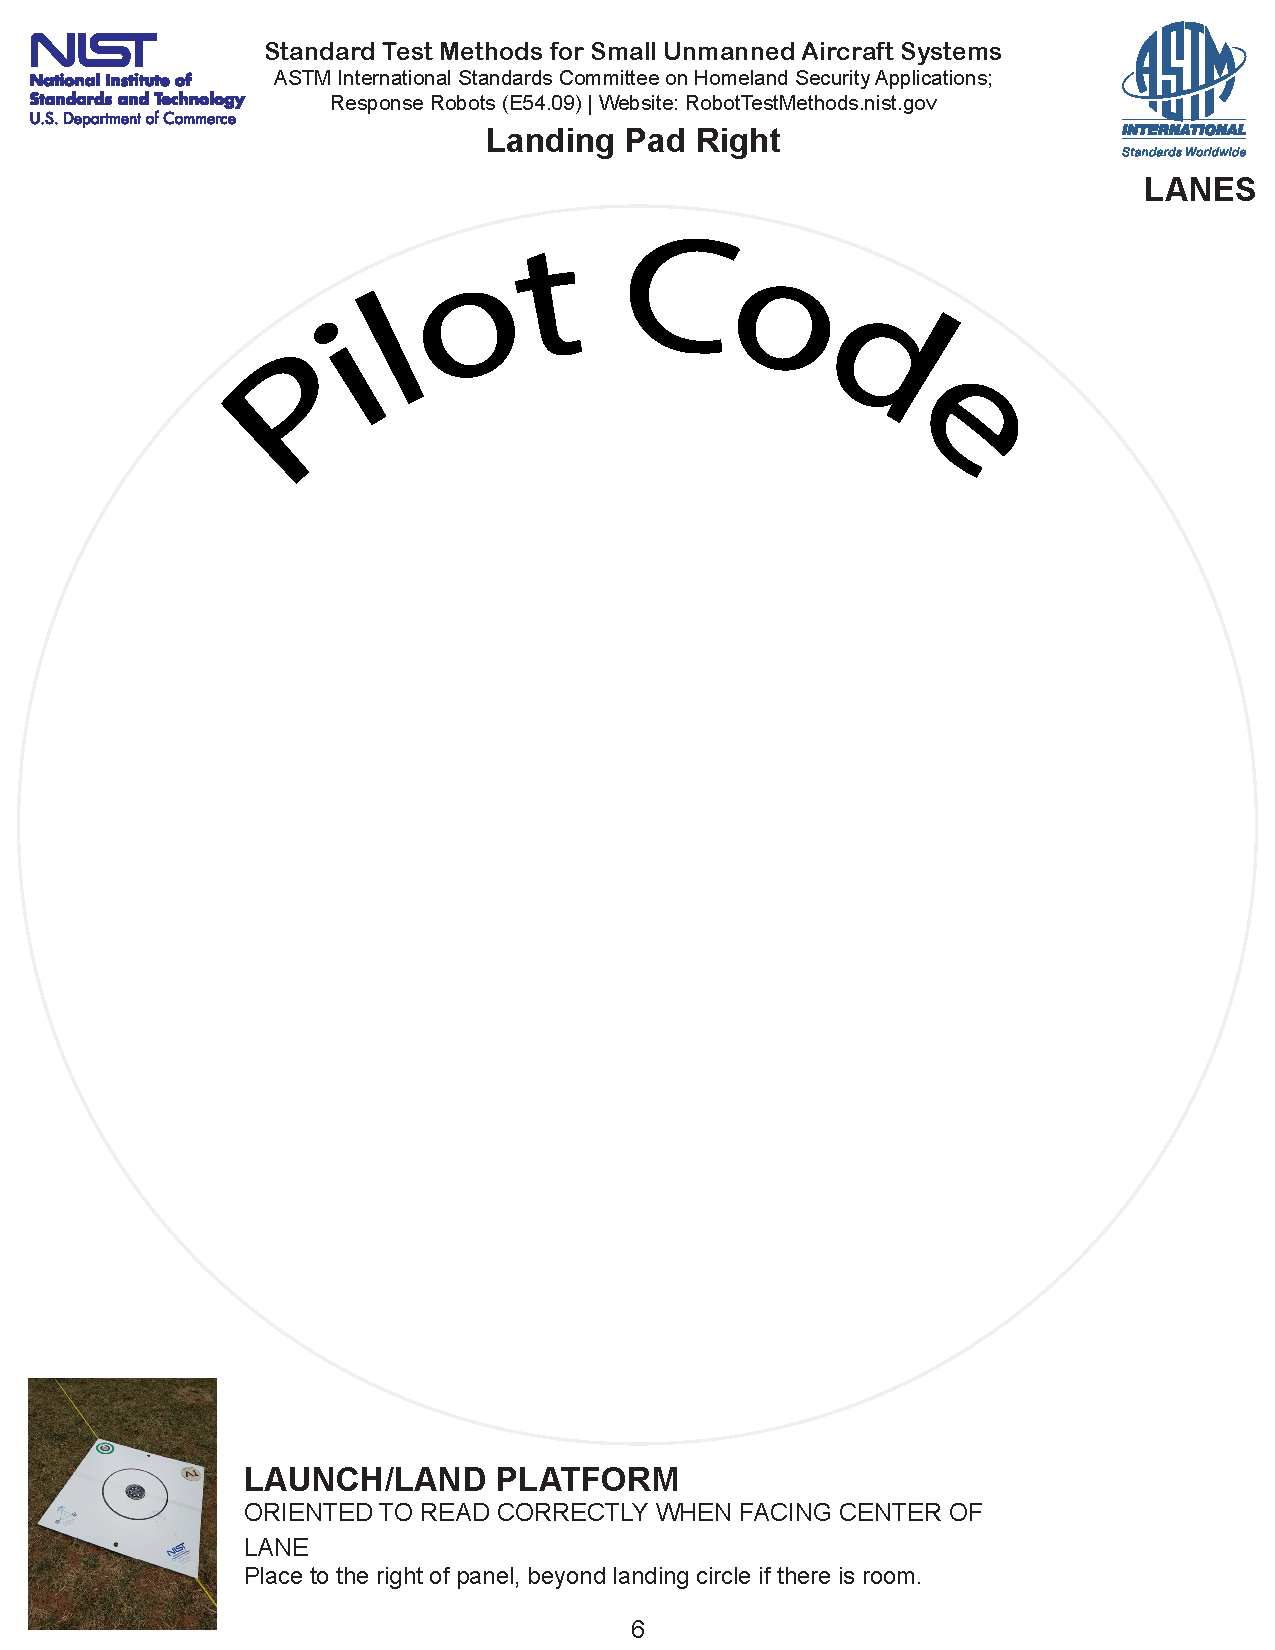 NIST
National Institute of
Standards and Technology
U.S. Department of Commerce
Standard Test Methods for Small Unmanned Aircraft Systems
ASTM International Standards Committee on Homeland Security Applications;
Response Robots (E54.09) | Website: RobotTestMethods.nist.gov
Landing Pad Right
ASTM
INTERNATIONAL
Standards Worldwide
LANES
Pilot Code
LAUNCH/LAND PLATFORM
ORIENTED TO READ CORRECTLY WHEN FACING CENTER OF
LANE
Place to the right of panel, beyond landing circle if there is room.
NIST
6